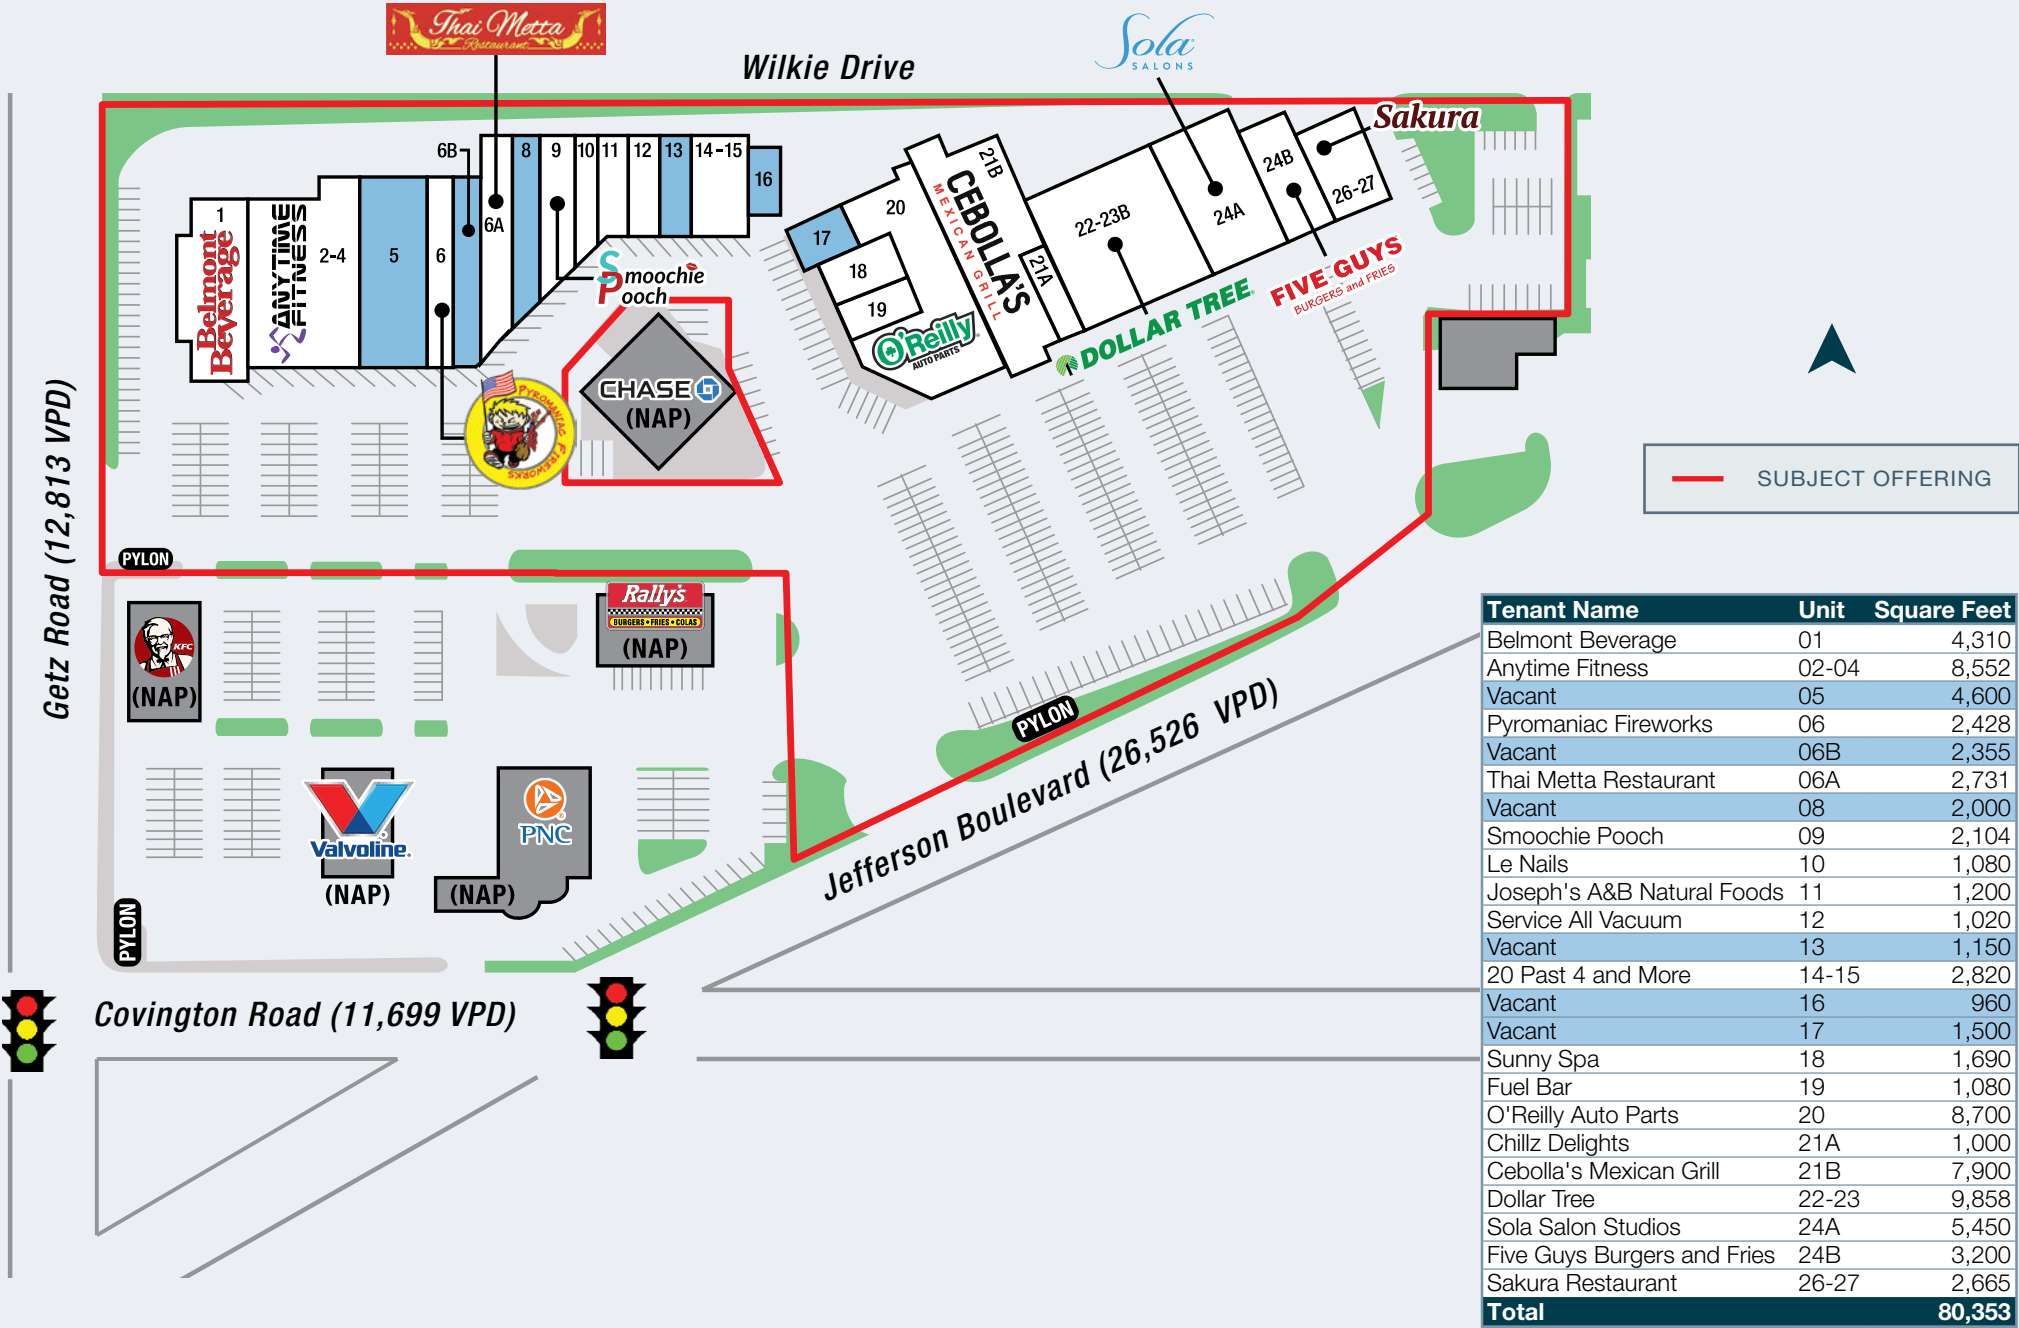 Thai Metta
Restaurant
Wilkie Drive
Sola
SALONS
Sakura
6B
8
9
10
11
12
13
14-15
16
6A
1
Belmont
Beverage
ANYTIME
FITNESS
2-4
5
6
Smoochie
Pooch
17
18
19
20
O'Reilly
AUTO PARTS
21B
CEBOLLA'S
MEXICAN GRILL
21A
22-23B
24A
24B
26-27
DOLLAR TREE
FIVE GUYS
BURGERS and FRIES
CHASE
(NAP)
PYROMANIAC FIREWORKS
Getz Road (12,813 VPD)
SUBJECT OFFERING
PYLON
KFC
(NAP)
Rally's
BURGERS • FRIES • COLAS
(NAP)
PYLON
Jefferson Boulevard (26,526 VPD)
Valvoline.
(NAP)
PNC
(NAP)
PYLON
Covington Road (11,699 VPD)
Tenant Name Unit Square Feet
Belmont Beverage 01 4,310
Anytime Fitness 02-04 8,552
Vacant 05 4,600
Pyromaniac Fireworks 06 2,428
Vacant 06B 2,355
Thai Metta Restaurant 06A 2,731
Vacant 08 2,000
Smoochie Pooch 09 2,104
Le Nails 10 1,080
Joseph's A&B Natural Foods 11 1,200
Service All Vacuum 12 1,020
Vacant 13 1,150
20 Past 4 and More 14-15 2,820
Vacant 16 960
Vacant 17 1,500
Sunny Spa 18 1,690
Fuel Bar 19 1,080
O'Reilly Auto Parts 20 8,700
Chillz Delights 21A 1,000
Cebolla's Mexican Grill 21B 7,900
Dollar Tree 22-23 9,858
Sola Salon Studios 24A 5,450
Five Guys Burgers and Fries 24B 3,200
Sakura Restaurant 26-27 2,665
Total 80,353